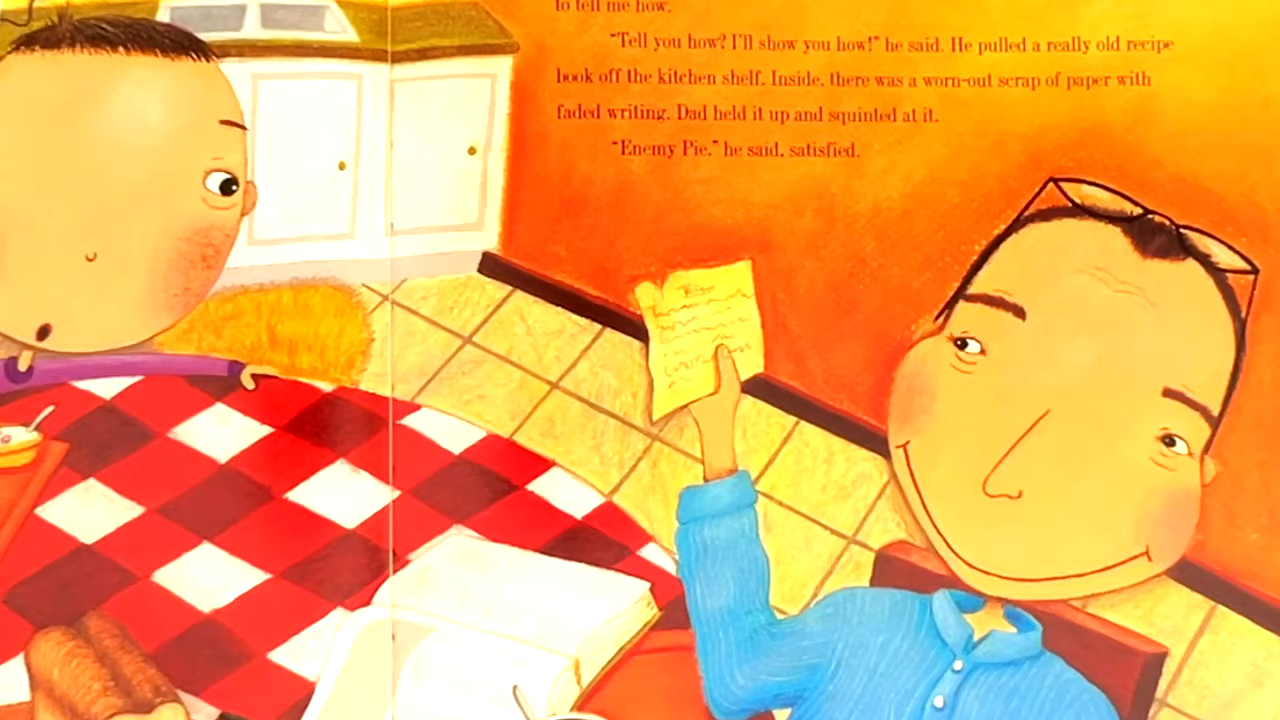 to tell me how.
"Tell you how? I'll show you how!" he said. He pulled a really old recipe
book off the kitchen shelf. Inside, there was a worn-out scrap of paper with
faded writing. Dad held it up and squinted at it.
"Enemy Pie," he said, satisfied.